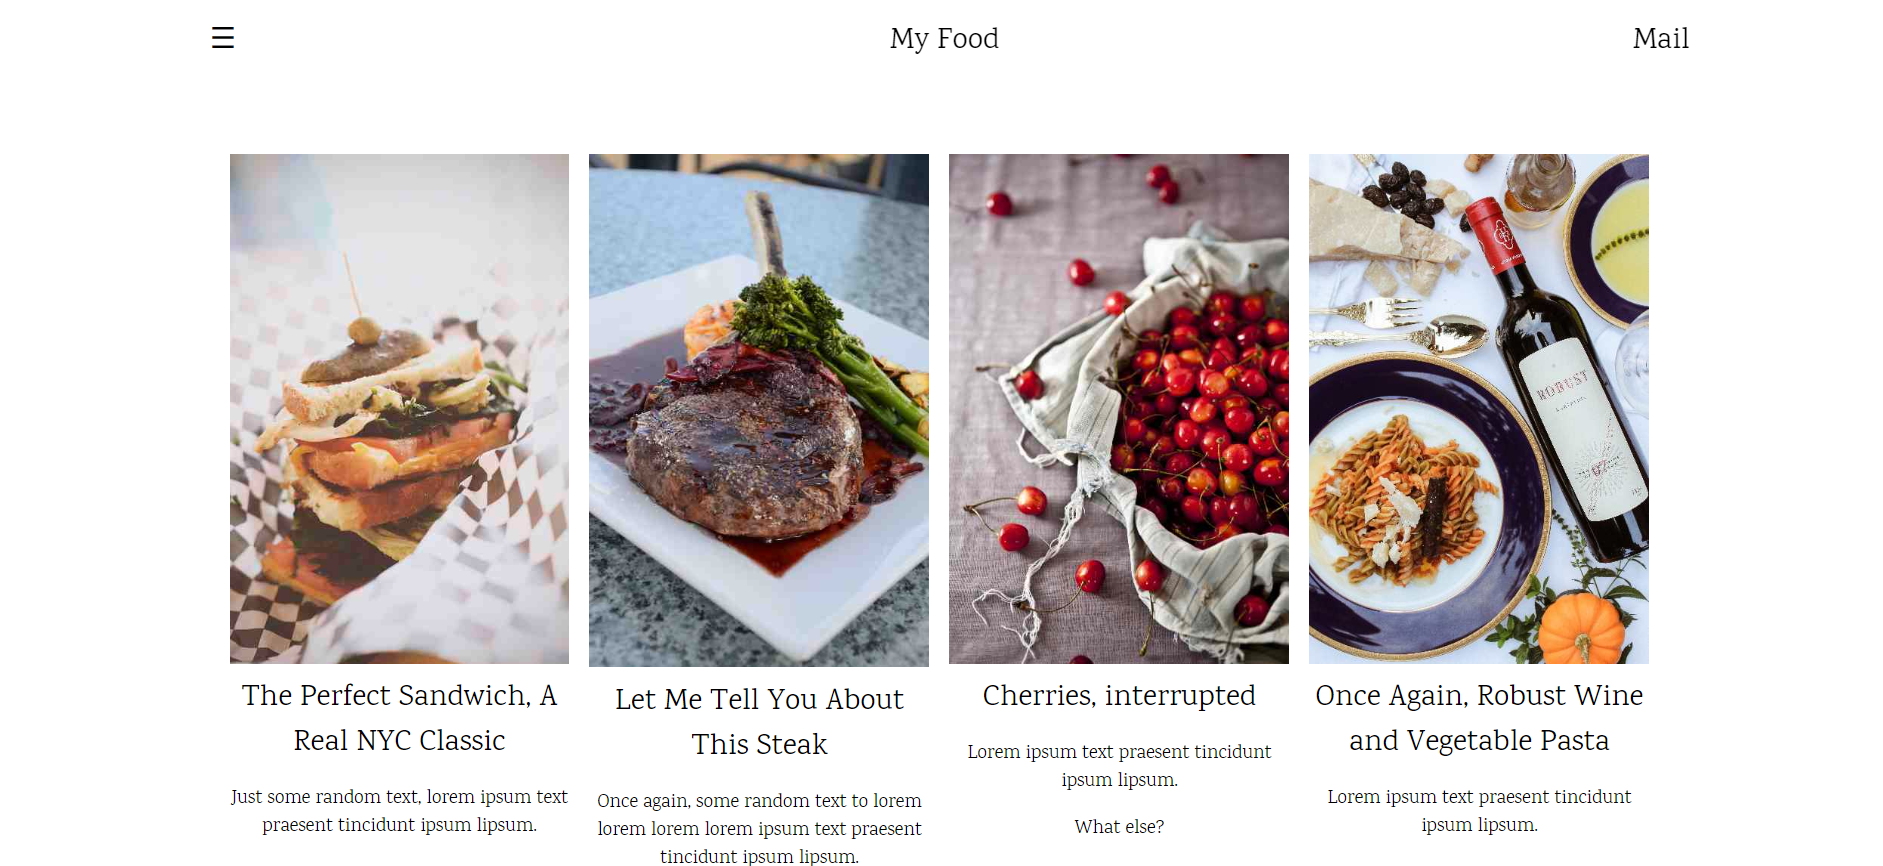 ☰
My Food
Mail
ROBUST
The Perfect Sandwich, A
Real NYC Classic
Just some random text, lorem ipsum text
praesent tincidunt ipsum lipsum.
Let Me Tell You About
This Steak
Once again, some random text to lorem
lorem lorem lorem ipsum text praesent
tincidunt ipsum lipsum.
Cherries, interrupted
Lorem ipsum text praesent tincidunt
ipsum lipsum.
What else?
Once Again, Robust Wine
and Vegetable Pasta
Lorem ipsum text praesent tincidunt
ipsum lipsum.